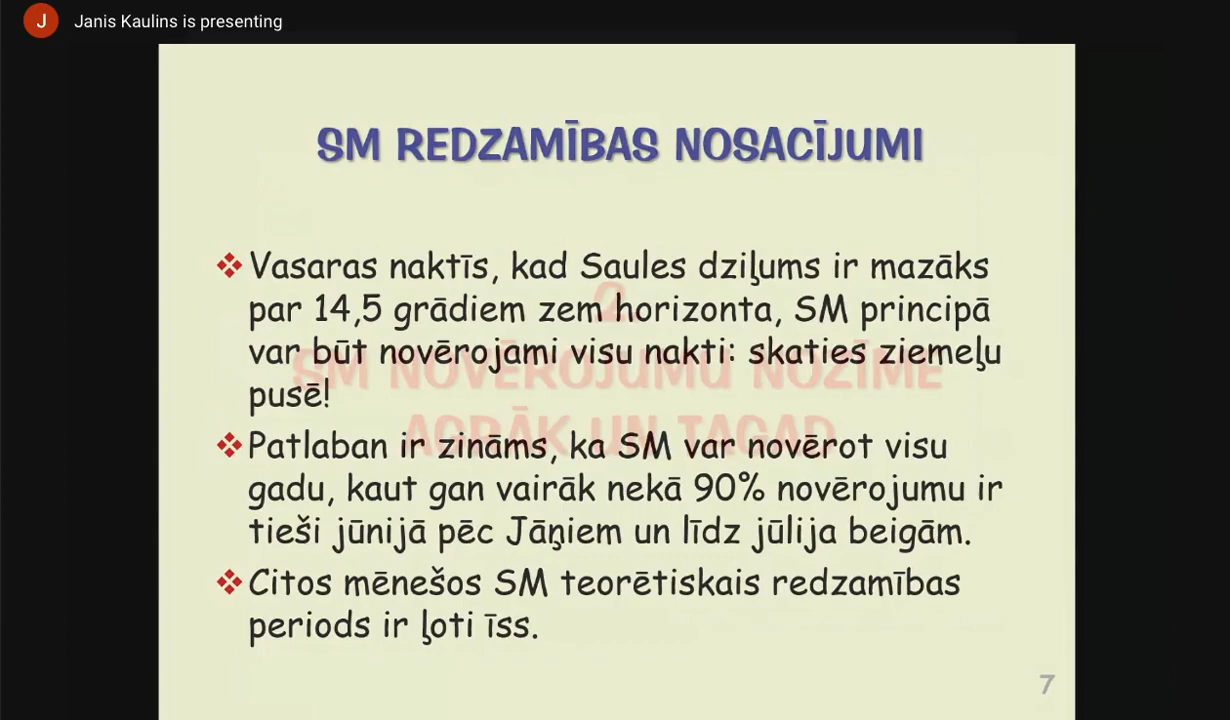 J
Janis Kaulins is presenting
SM REDZAMĪBAS NOSACĪJUMI
Vasaras naktīs, kad Saules dziļums ir mazāks
par 14,5 grādiem zem horizonta, SM principā
var būt novērojami visu nakti: skaties ziemeļu
pusē!
Patlaban ir zināms, ka SM var novērot visu
gadu, kaut gan vairāk nekā 90% novērojumu ir
tieši jūnijā pēc Jāņiem un līdz jūlija beigām.
Citos mēnešos SM teorētiskais redzamības
periods ir ļoti īss.
2.
SM NOVĒROJUMU NOZĪME
AGRĀK UN TAGAD
7